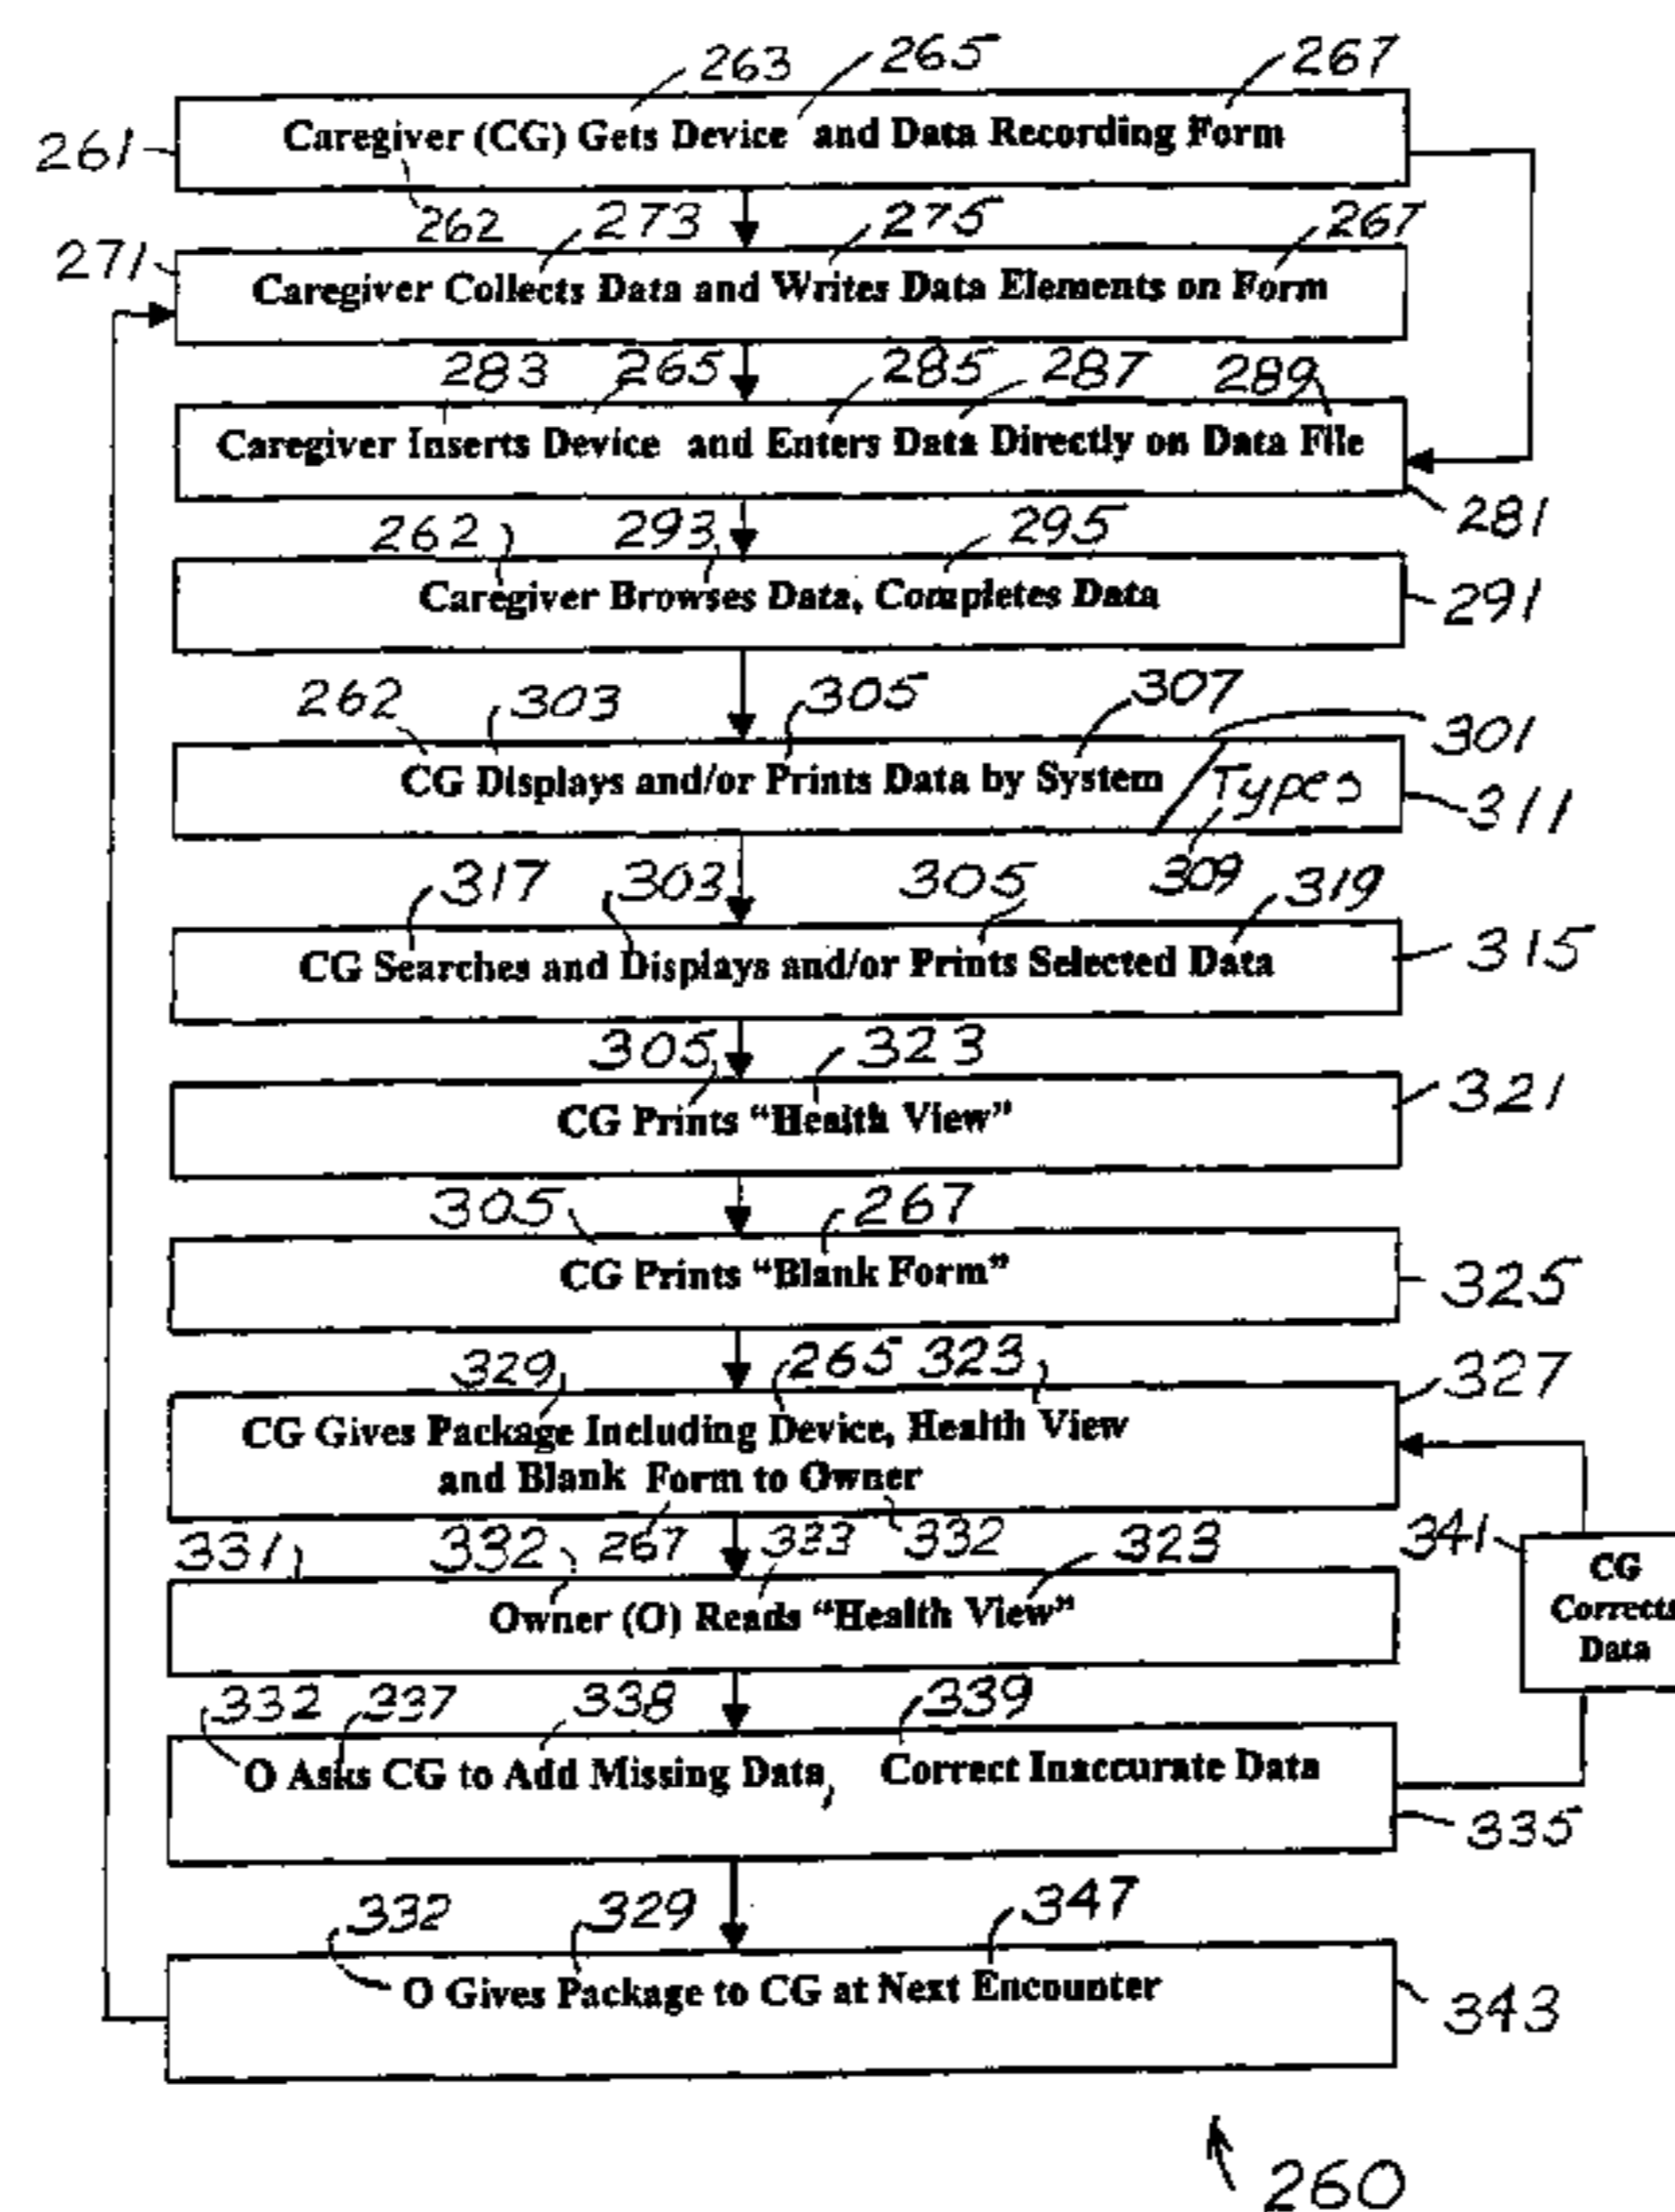 263 265 267
261 Caregiver (CG) Gets Device and Data Recording Form
262 273 275 267
271 Caregiver Collects Data and Writes Data Elements on Form
283 265 285 287 289
Caregiver Inserts Device and Enters Data Directly on Data File
281
262 293 295
Caregiver Browses Data, Completes Data 291
262 303 305 307 301
CG Displays and/or Prints Data by System Types 311
317 303 305 309 319
CG Searches and Displays and/or Prints Selected Data 315
305 323
CG Prints "Health View" 321
305 267
CG Prints "Blank Form" 325
329 265 323 327
CG Gives Package Including Device, Health View
and Blank Form to Owner
331 332 267 333 332 323 341
Owner (O) Reads "Health View"
CG
Corrects
Data
332 337 338 339
O Asks CG to Add Missing Data, Correct Inaccurate Data
335
332 329 347
O Gives Package to CG at Next Encounter 343
260